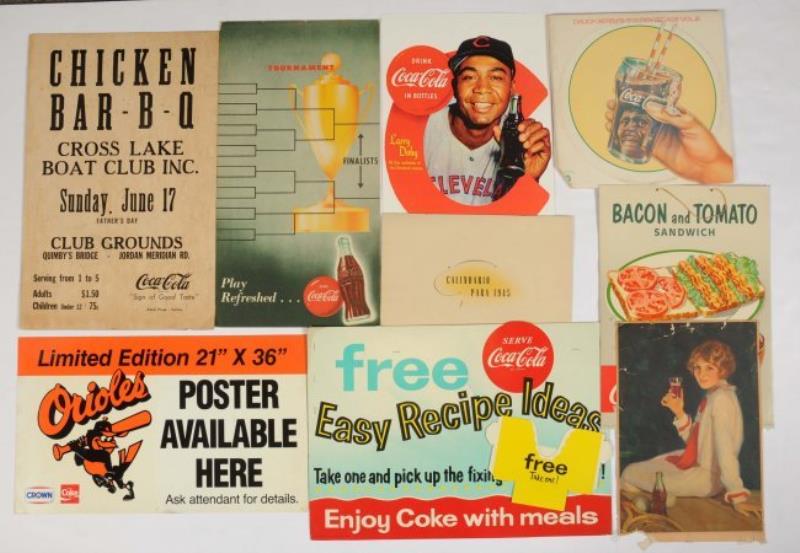 CHICKEN
BAR-B-Q
CROSS LAKE
BOAT CLUB INC.
Sunday, June 17
FATHER'S DAY
CLUB GROUNDS
QUIMBY'S BRIDGE - JORDAN MERIDIAN RD.
Serving from 1 to 5
Adults $1.50
Children Under 12 75c
Coca-Cola
"Sign of Good Taste"
TOURNAMENT
FINALISTS
Play
Refreshed...
DRINK
Coca-Cola
Coca-Cola
IN BOTTLES
Larry
Doby
C
CLEVELA
CALENDARIO
PARA 1945
Coca
BACON and TOMATO
SANDWICH
Limited Edition 21" X 36"
Orioles
POSTER
AVAILABLE
HERE
Ask attendant for details.
CROWN
Coke
SERVE
Coca-Cola
free
Easy Recipe Ideas
Take one and pick up the fixin !
free
Take one!
Enjoy Coke with meals